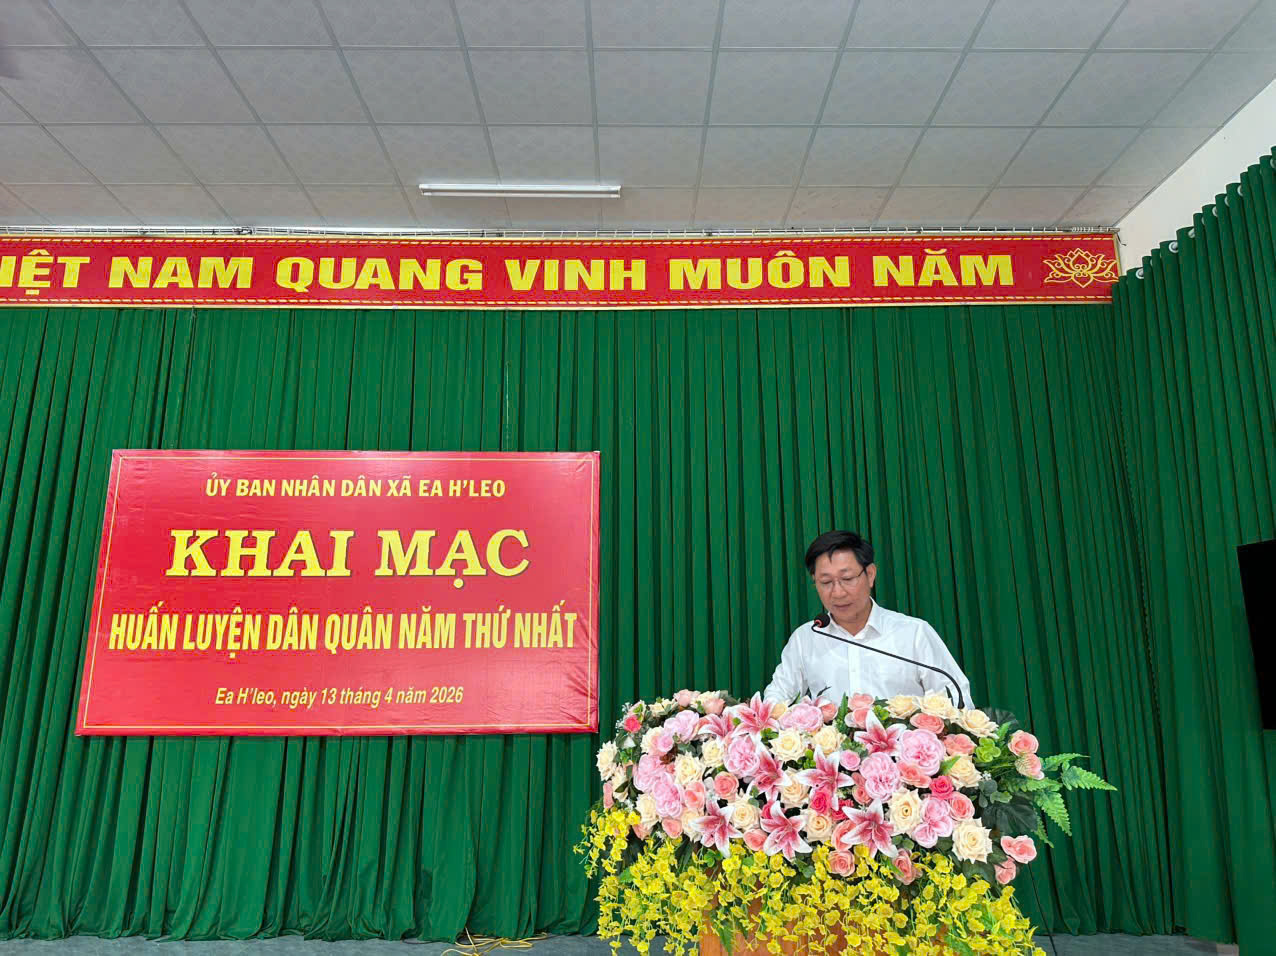 NAM QUANG VINH MUÔN NĂM
ỦY BAN NHÂN DÂN XÃ EA H'LEO
KHAI MẠC
HUẤN LUYỆN DÂN QUÂN NĂM THỨ NHẤT
Ea H'leo, ngày 13 tháng 4 năm 2026